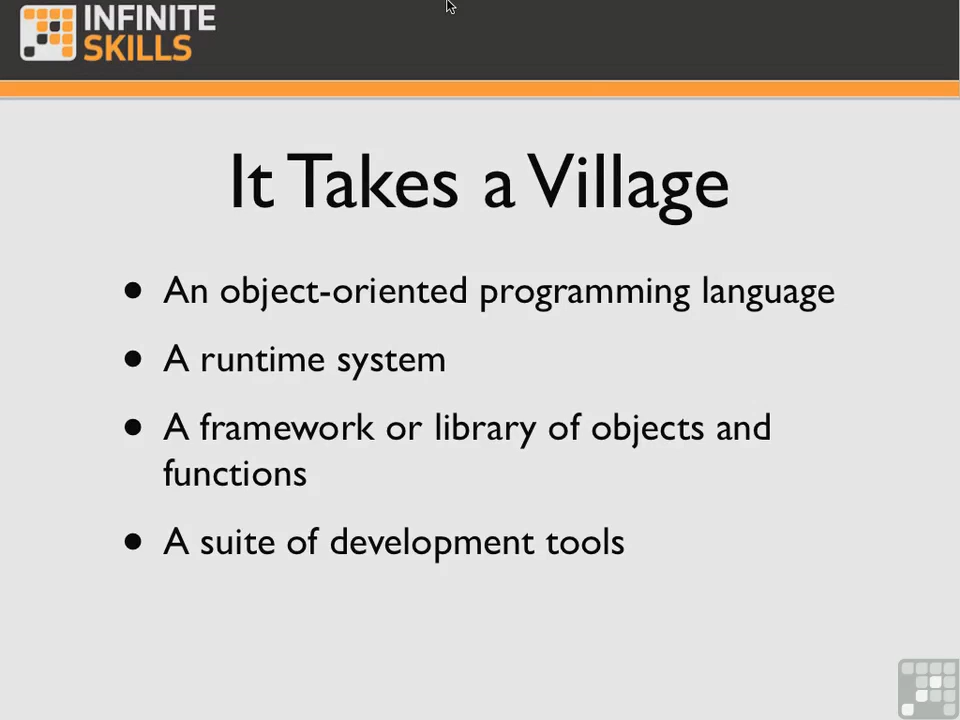 INFINITE
SKILLS
It Takes a Village
• An object-oriented programming language
• A runtime system
• A framework or library of objects and
functions
• A suite of development tools